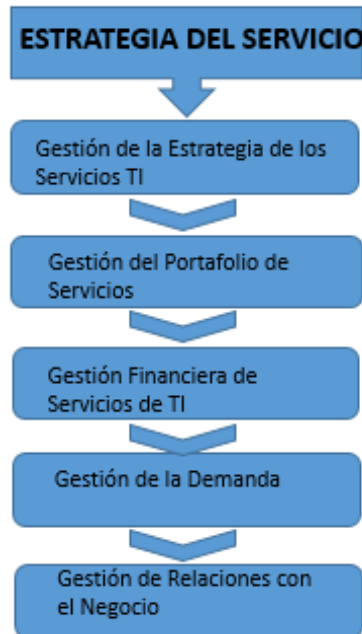 ESTRATEGIA DEL SERVICIO
Gestión de la Estrategia de los
Servicios TI
Gestión del Portafolio de
Servicios
Gestión Financiera de
Servicios de TI
Gestión de la Demanda
Gestión de Relaciones con
el Negocio